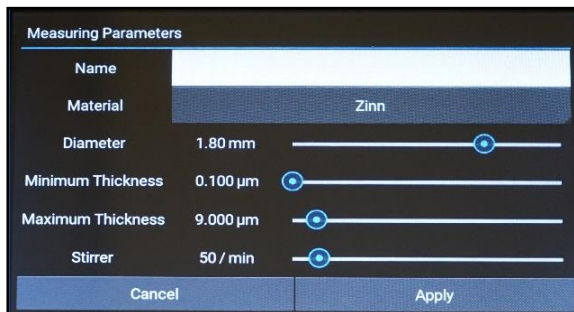 Measuring Parameters
Name
Material Zinn
Diameter 1.80 mm
Minimum Thickness 0.100 µm
Maximum Thickness 9.000 µm
Stirrer 50 / min
Cancel Apply